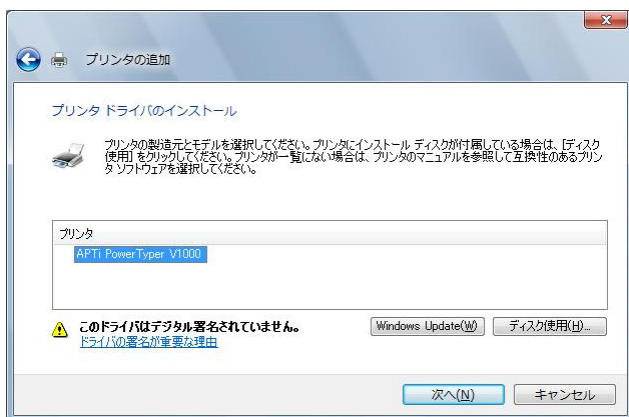 プリンタの追加
プリンタ ドライバのインストール
プリンタの製造元とモデルを選択してください。プリンタにインストール ディスクが付属している場合は、[ディスク
使用] をクリックしてください。プリンタが一覧にない場合は、プリンタのマニュアルを参照して互換性のあるプリン
タ ソフトウェアを選択してください。
プリンタ
APTi PowerTyper V1000
このドライバはデジタル署名されていません。
ドライバの署名が重要な理由
Windows Update(W)
ディスク使用(H)...
次へ(N)
キャンセル